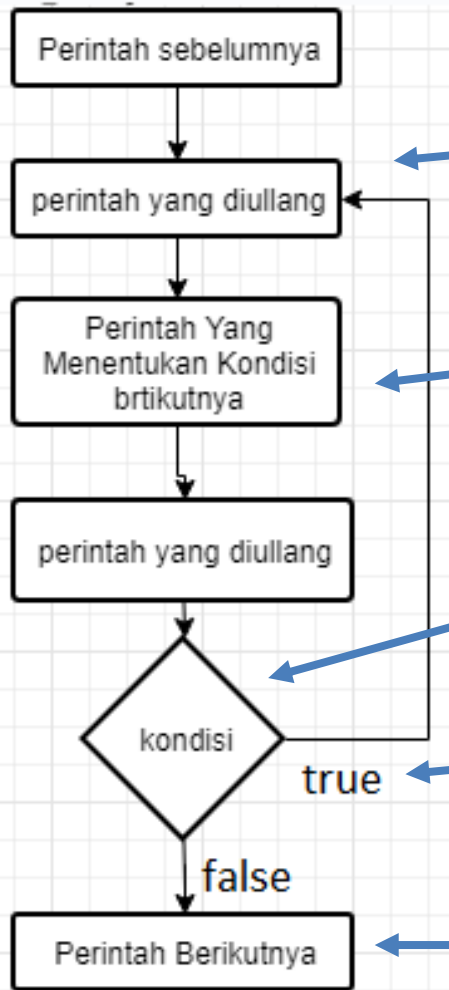 Perintah sebelumnya
perintah yang diullang
Perintah Yang
Menentukan Kondisi
brtikutnya
perintah yang diullang
kondisi
true
false
Perintah Berikutnya